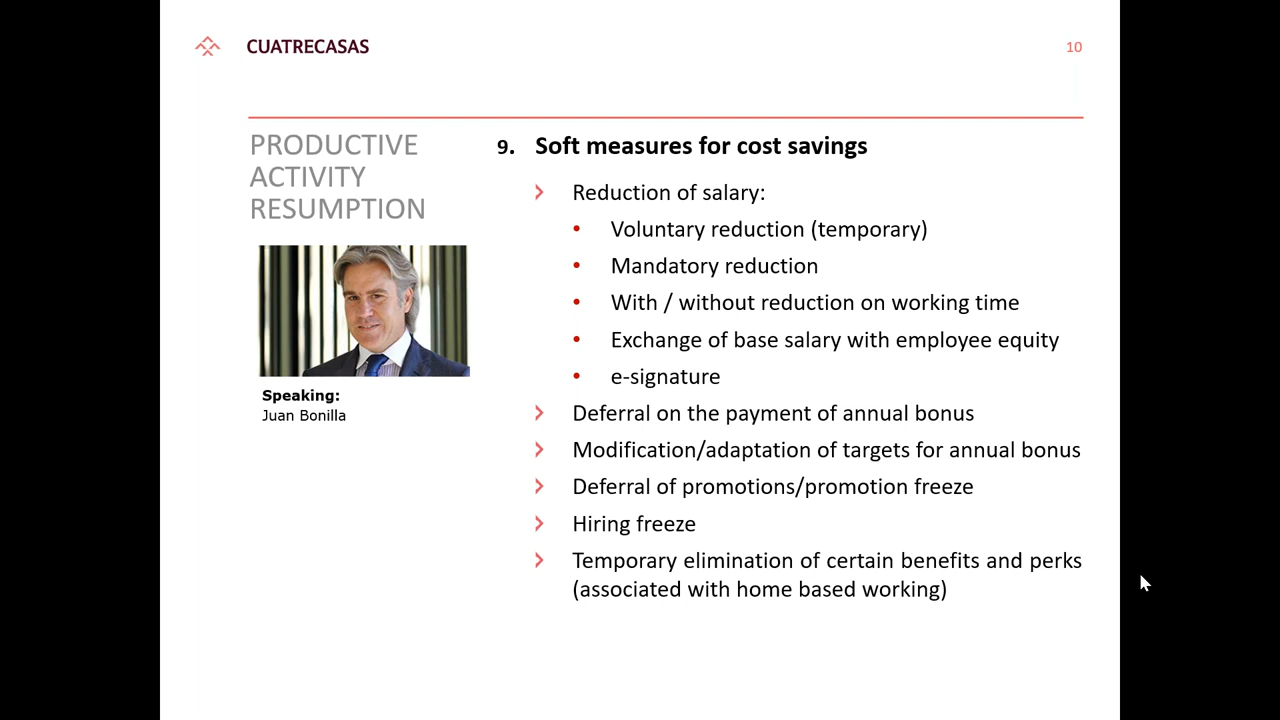 CUATRECASAS
10
PRODUCTIVE
ACTIVITY
RESUMPTION
Speaking:
Juan Bonilla
9. Soft measures for cost savings
Reduction of salary:
Voluntary reduction (temporary)
Mandatory reduction
With / without reduction on working time
Exchange of base salary with employee equity
e-signature
Deferral on the payment of annual bonus
Modification/adaptation of targets for annual bonus
Deferral of promotions/promotion freeze
Hiring freeze
Temporary elimination of certain benefits and perks
(associated with home based working)